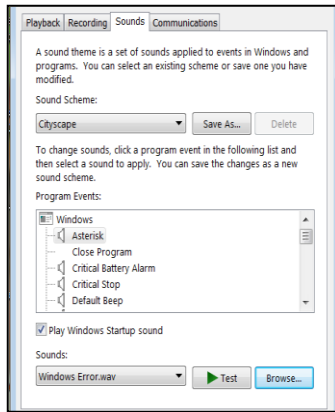 Playback Recording Sounds Communications
A sound theme is a set of sounds applied to events in Windows and
programs. You can select an existing scheme or save one you have
modified.
Sound Scheme:
Cityscape Save As... Delete
To change sounds, click a program event in the following list and
then select a sound to apply. You can save the changes as a new
sound scheme.
Program Events:
Windows
Asterisk
Close Program
Critical Battery Alarm
Critical Stop
Default Beep
Play Windows Startup sound
Sounds:
Windows Error.wav Test Browse...